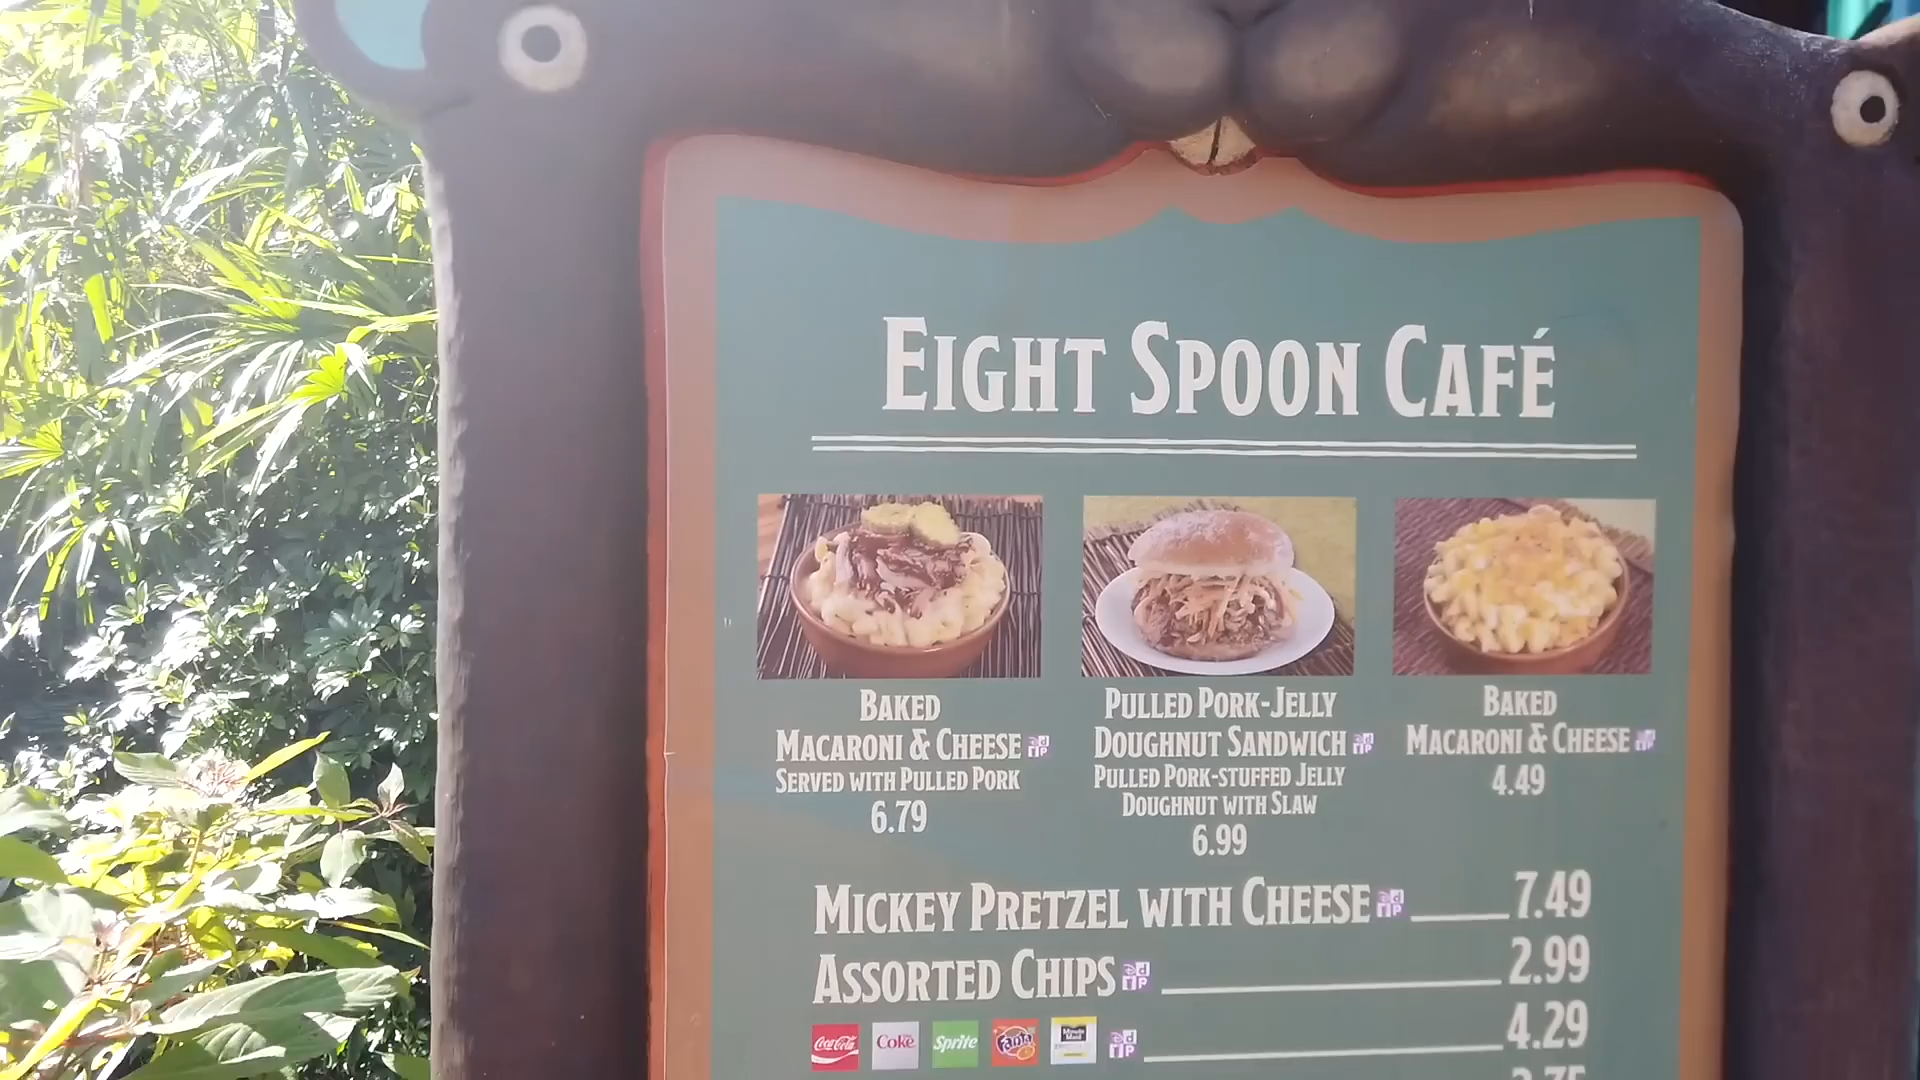 EIGHT SPOON CAFÉ
BAKED
MACARONI & CHEESE
SERVED WITH PULLED PORK
6.79
PULLED PORK-JELLY
DOUGHNUT SANDWICH
PULLED PORK-STUFFED JELLY
DOUGHNUT WITH SLAW
6.99
BAKED
MACARONI & CHEESE
4.49
MICKEY PRETZEL WITH CHEESE 7.49
ASSORTED CHIPS 2.99
Coca-Cola Coke Sprite Fanta Minute Maid 4.29